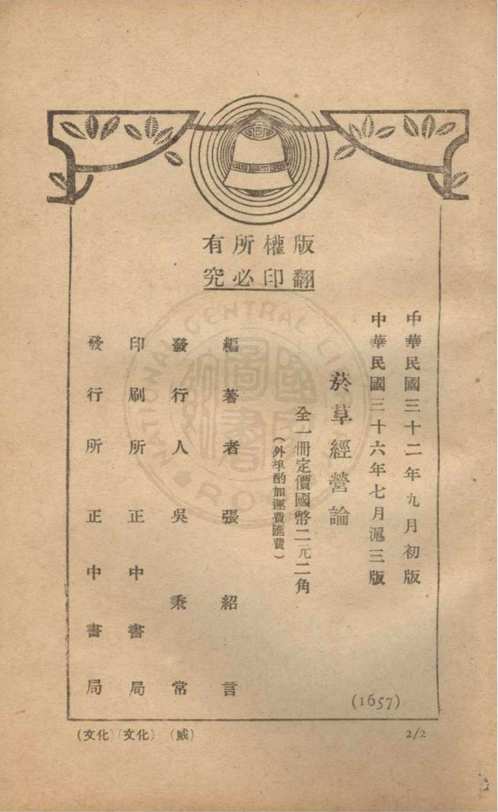 版權所有
翻印必究
中華民國三十二年九月初版
中華民國三十六年七月滬三版
菸草經營論
全一冊定價國幣二元二角
(外埠酌加運費匯費)
編著者 張紹言
發行人 吳秉常
印刷所 正中書局
發行所 正中書局
(1657)
(文化)(文化) (威)
2/2
NATIONAL CENTRAL